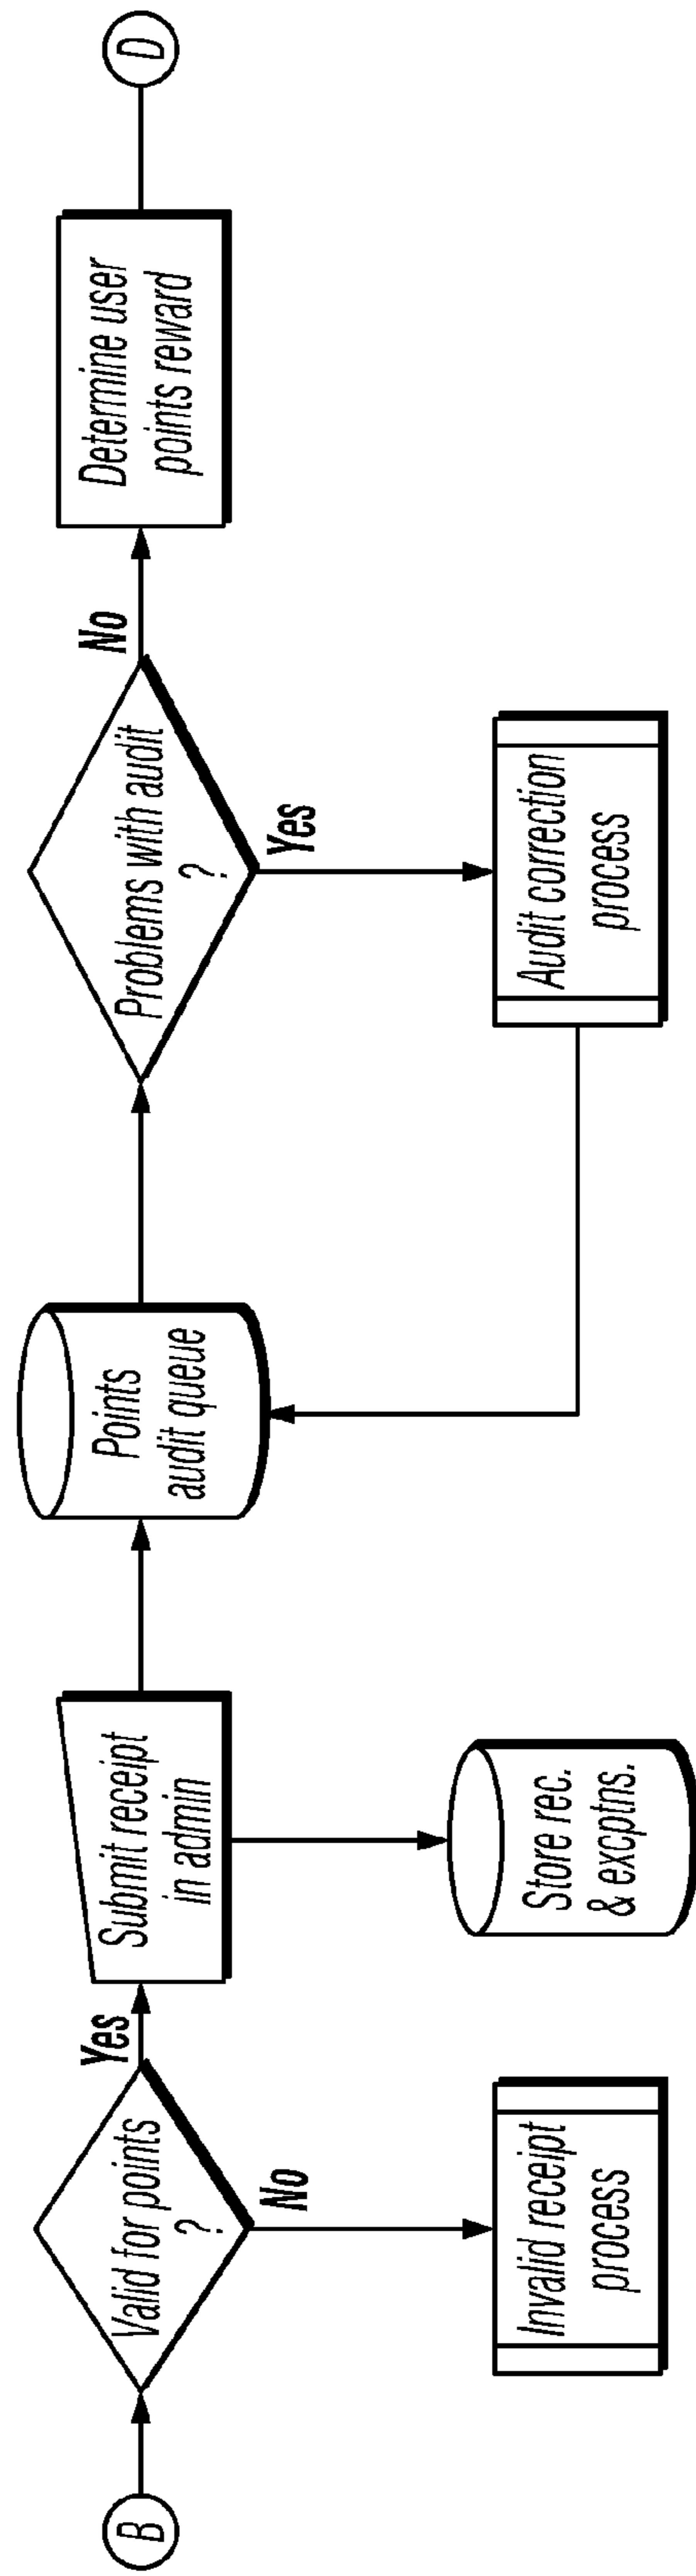 B
Valid for points
?
Yes
No
Invalid receipt
process
Submit receipt
in admin
Store rec.
& excptns.
Points
audit queue
Problems with audit
?
No
Yes
Audit correction
process
Determine user
points reward
D